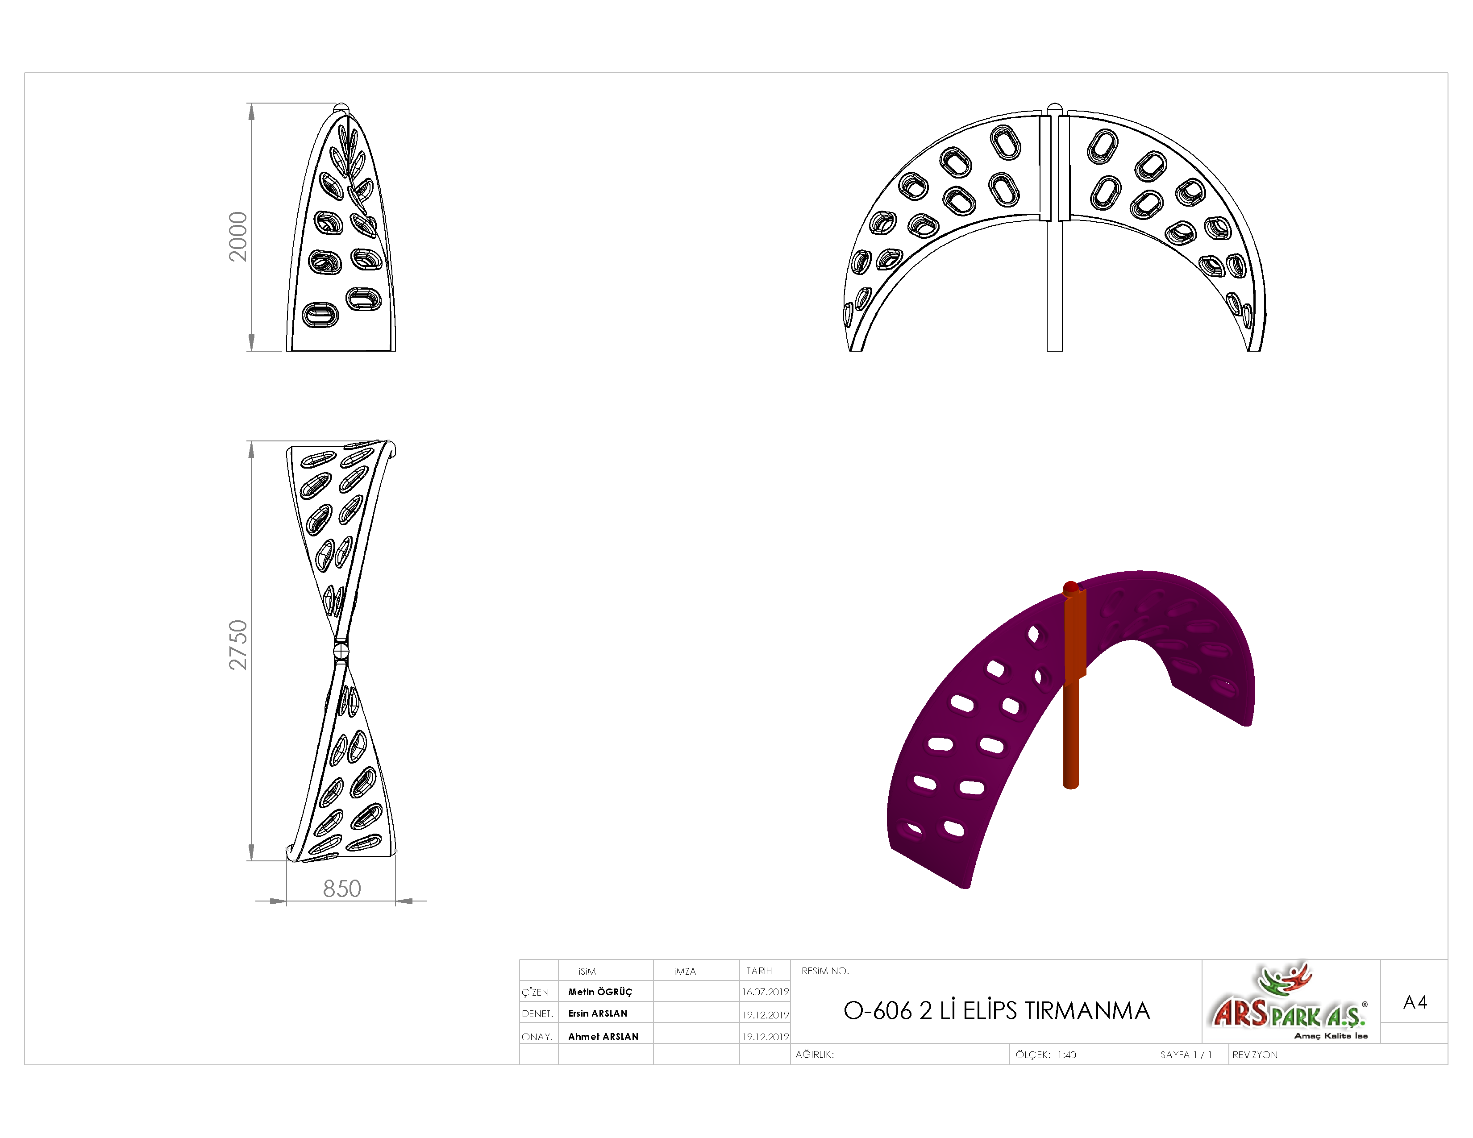 2000
2750
850
İSİM
İMZA
TARİH
RESİM NO.
ÇİZEN.
Metin ÖGRÜÇ
16.07.2019
DENET.
Ersin ARSLAN
19.12.2019
O-606 2 Lİ ELİPS TIRMANMA
ARS PARK A.Ş.®
Amaç Kalite İse
A4
ONAY.
Ahmet ARSLAN
19.12.2019
AĞIRLIK:
ÖLÇEK: 1:40
SAYFA 1 / 1
REVİZYON